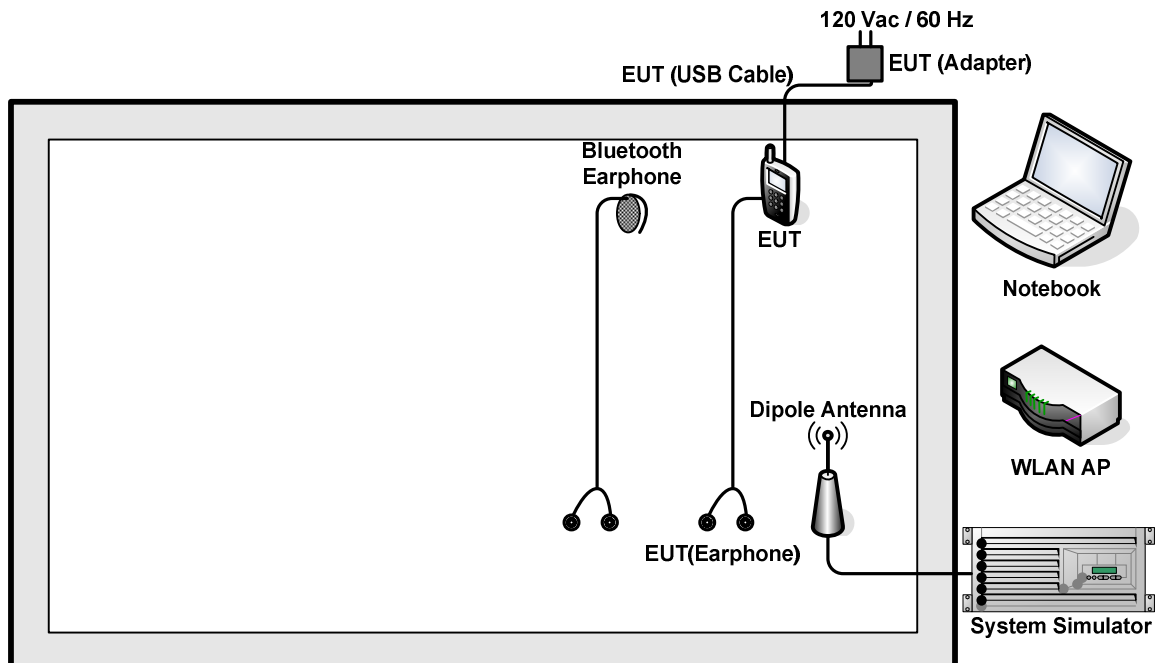 120 Vac / 60 Hz
EUT (Adapter)
EUT (USB Cable)
Bluetooth
Earphone
EUT
Notebook
Dipole Antenna
WLAN AP
EUT(Earphone)
System Simulator